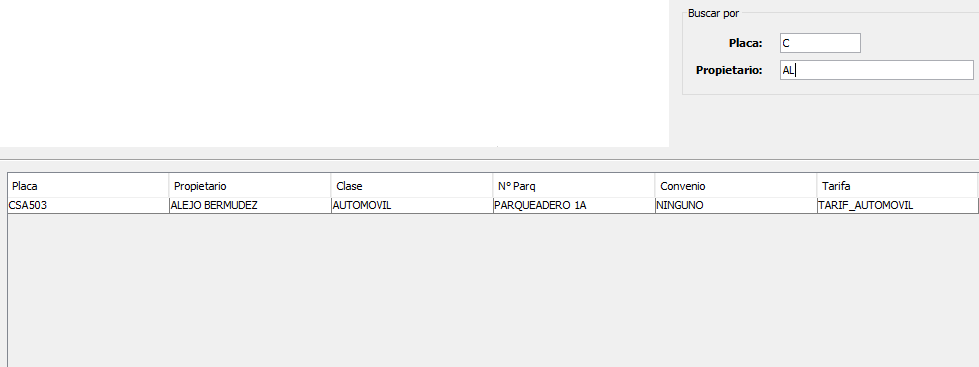 Buscar por
Placa: C
Propietario: AL
Placa Propietario Clase N° Parq Convenio Tarifa
CSA503 ALEJO BERMUDEZ AUTOMOVIL PARQUEADERO 1A NINGUNO TARIF_AUTOMOVIL